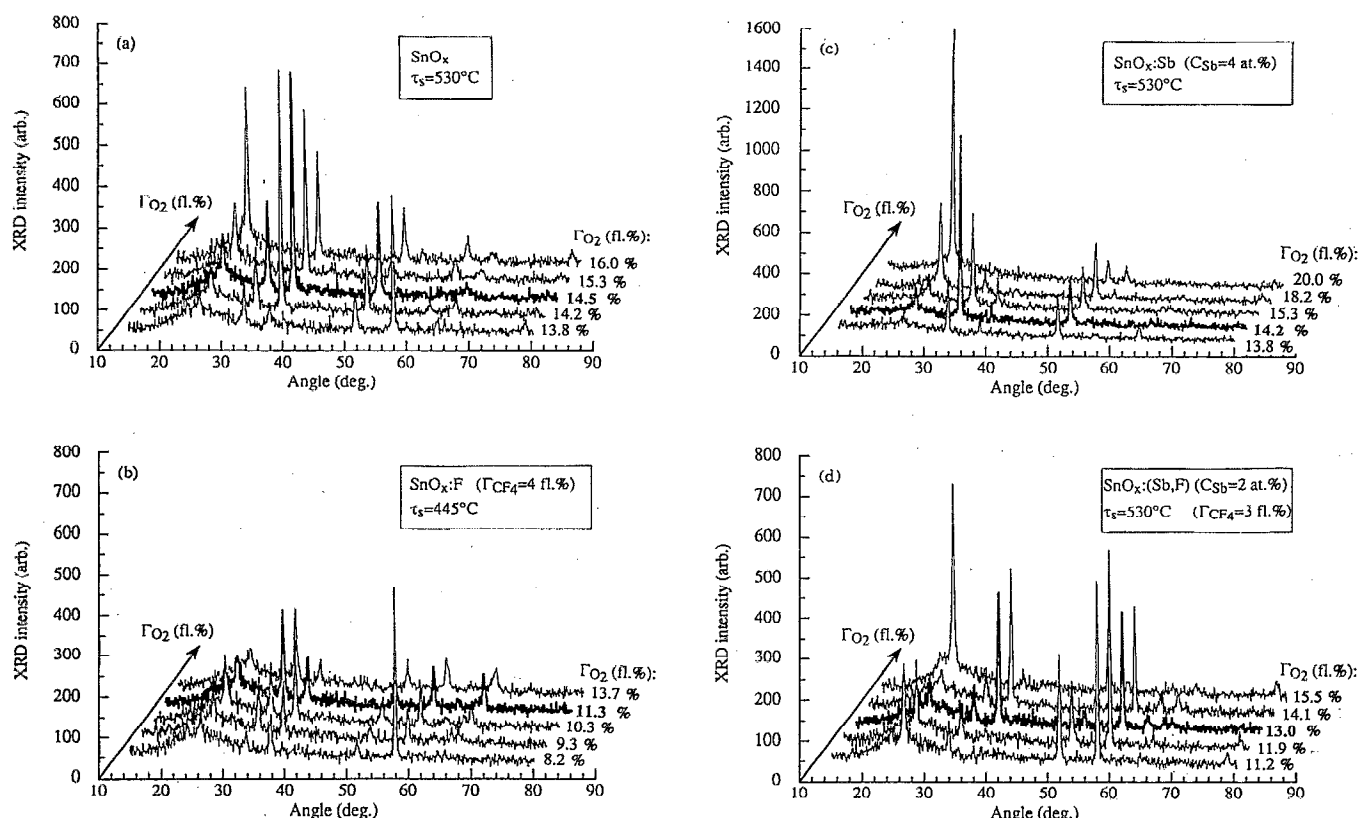 (a)
SnOx
τs=530°C
XRD intensity (arb.)
800
700
600
500
400
300
200
100
0
ΓO2 (fl.%)
ΓO2 (fl.%):
16.0 %
15.3 %
14.5 %
14.2 %
13.8 %
10 20 30 40 50 60 70 80 90
Angle (deg.)
(c)
SnOx:Sb (CSb=4 at.%)
τs=530°C
XRD intensity (arb.)
1600
1400
1200
1000
800
600
400
200
0
ΓO2 (fl.%)
ΓO2 (fl.%):
20.0 %
18.2 %
15.3 %
14.2 %
13.8 %
10 20 30 40 50 60 70 80 90
Angle (deg.)
(b)
SnOx:F (ΓCF4=4 fl.%)
τs=445°C
XRD intensity (arb.)
800
700
600
500
400
300
200
100
0
ΓO2 (fl.%)
ΓO2 (fl.%):
13.7 %
11.3 %
10.3 %
9.3 %
8.2 %
10 20 30 40 50 60 70 80 90
Angle (deg.)
(d)
SnOx:(Sb,F) (CSb=2 at.%)
τs=530°C (ΓCF4=3 fl.%)
XRD intensity (arb.)
800
700
600
500
400
300
200
100
0
ΓO2 (fl.%)
ΓO2 (fl.%):
15.5 %
14.1 %
13.0 %
11.9 %
11.2 %
10 20 30 40 50 60 70 80 90
Angle (deg.)